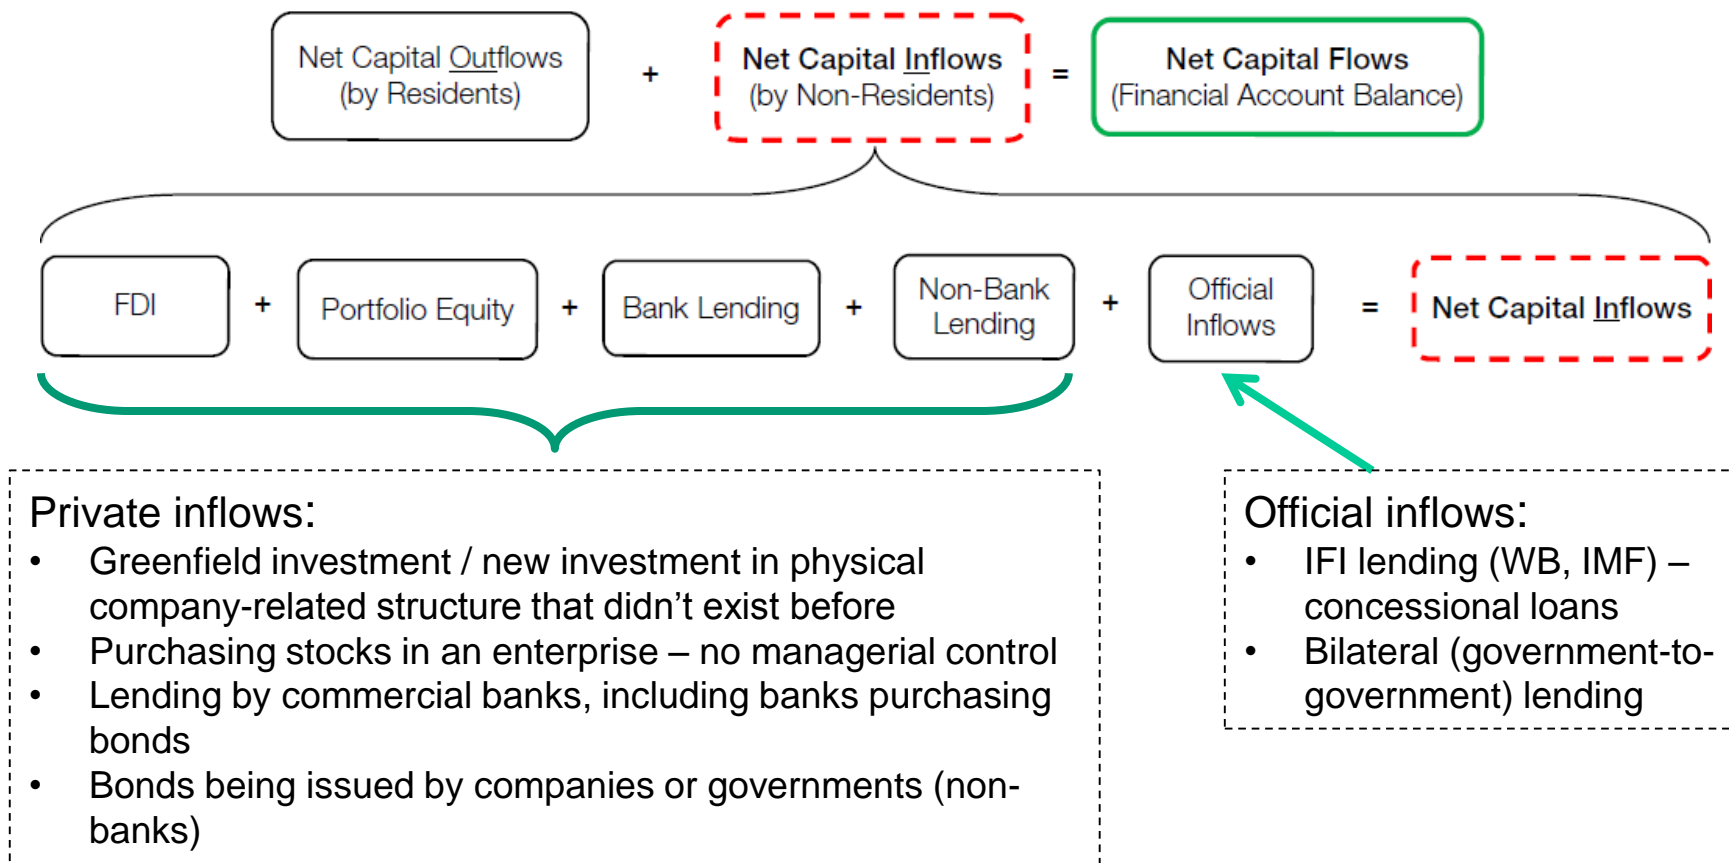 Net Capital Outflows
(by Residents)
+
Net Capital Inflows
(by Non-Residents)
=
Net Capital Flows
(Financial Account Balance)
FDI
+
Portfolio Equity
+
Bank Lending
+
Non-Bank
Lending
+
Official
Inflows
=
Net Capital Inflows
Private inflows:
• Greenfield investment / new investment in physical
company-related structure that didn’t exist before
• Purchasing stocks in an enterprise – no managerial control
• Lending by commercial banks, including banks purchasing
bonds
• Bonds being issued by companies or governments (non-
banks)
Official inflows:
• IFI lending (WB, IMF) –
concessional loans
• Bilateral (government-to-
government) lending